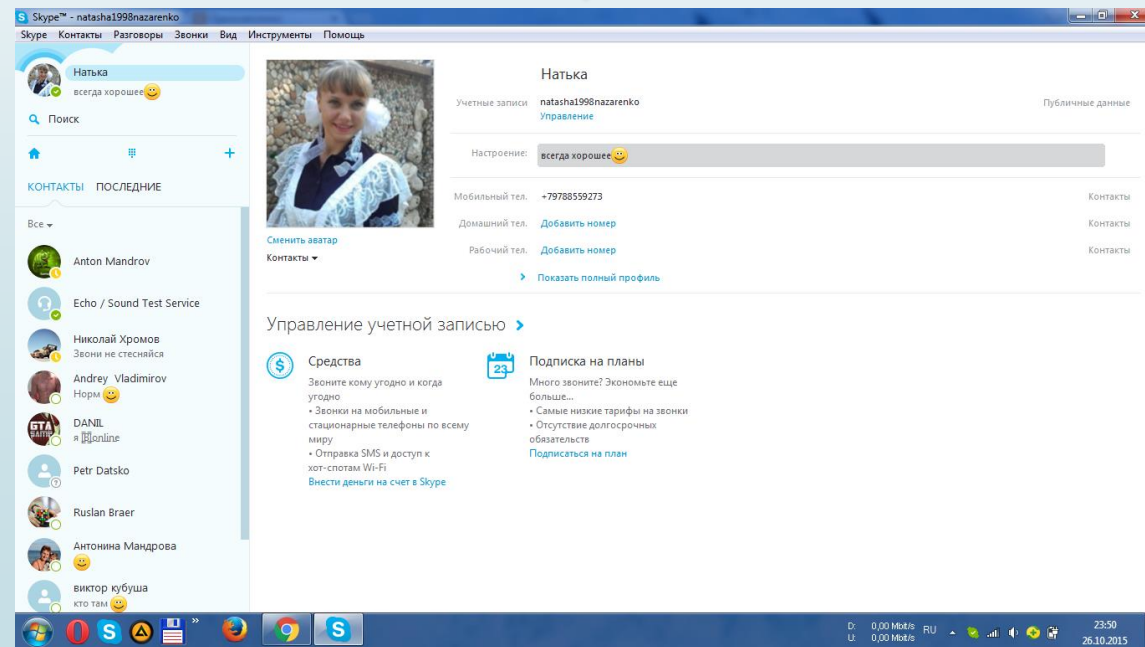 Skype™ - natasha1998nazarenko
Skype Контакты Разговоры Звонки Вид Инструменты Помощь
Натька
всегда хорошее
Поиск
КОНТАКТЫ ПОСЛЕДНИЕ
Все
Anton Mandrov
Echo / Sound Test Service
Николай Хромов
Звони не стесняйся
Andrey Vladimirov
Норм
DANIL
я online
Petr Datsko
Ruslan Braer
Антонина Мандрова
виктор кубуша
кто там
Сменить аватар
Контакты
Натька
Учетные записи natasha1998nazarenko Публичные данные
Управление
Настроение: всегда хорошее
Мобильный тел. +79788559273 Контакты
Домашний тел. Добавить номер Контакты
Рабочий тел. Добавить номер Контакты
Показать полный профиль
Управление учетной записью
Средства
Звоните кому угодно и когда
угодно
• Звонки на мобильные и
стационарные телефоны по всему
миру
• Отправка SMS и доступ к
хот-спотам Wi-Fi
Внести деньги на счет в Skype
23
Подписка на планы
Много звоните? Экономьте еще
больше...
• Самые низкие тарифы на звонки
• Отсутствие долгосрочных
обязательств
Подписаться на план
D: 0,00 Mbit/s
U: 0,00 Mbit/s
RU
23:50
26.10.2015